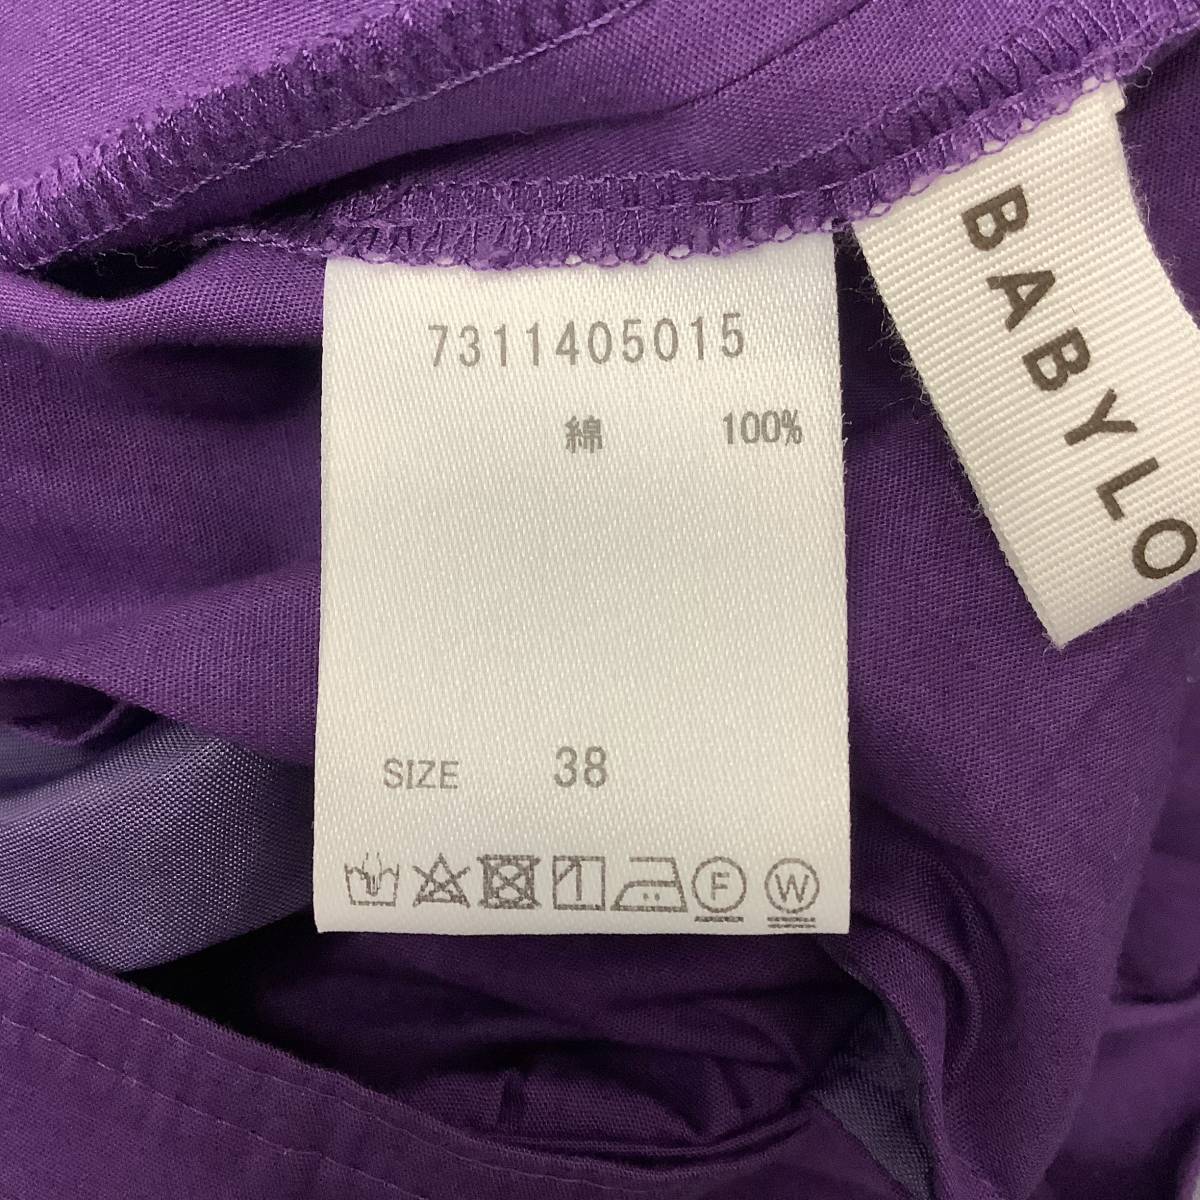 7311405015
綿 100%
SIZE 38
F W
BABYLO